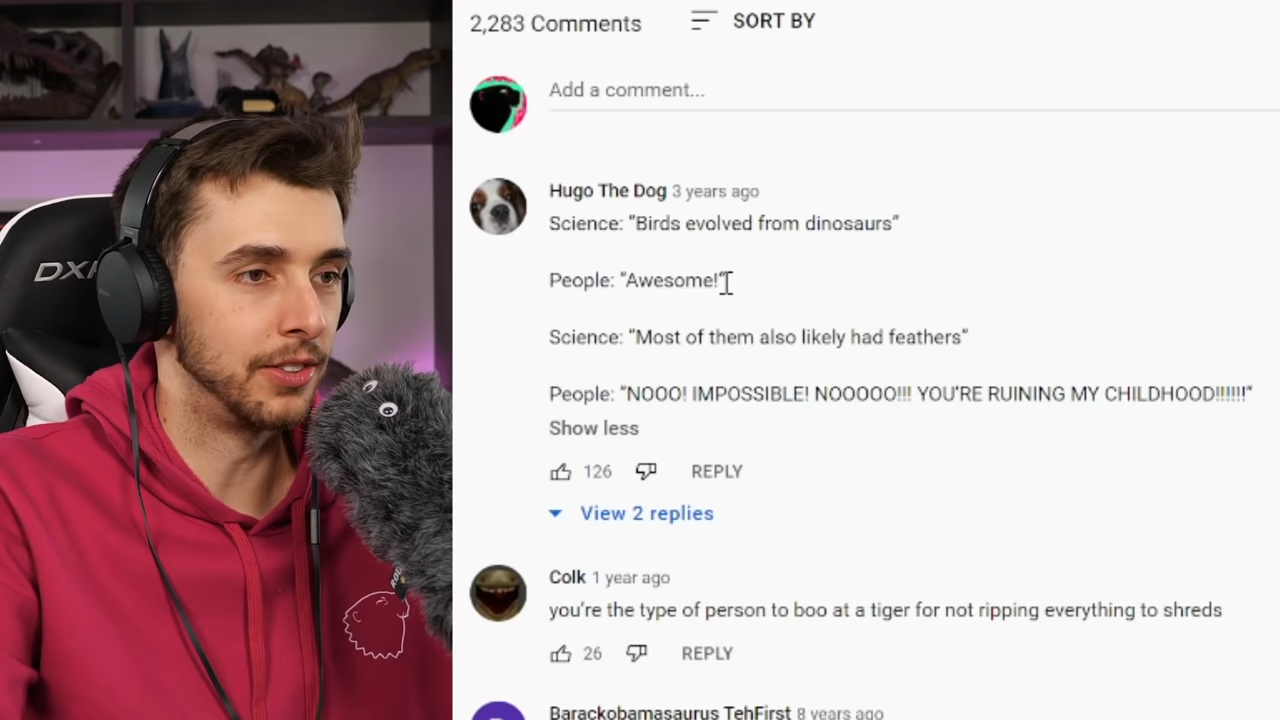 2,283 Comments
SORT BY
Add a comment...
Hugo The Dog 3 years ago
Science: "Birds evolved from dinosaurs"
People: "Awesome!"
Science: "Most of them also likely had feathers"
People: "NOOO! IMPOSSIBLE! NOOOOO!!! YOU'RE RUINING MY CHILDHOOD!!!!!!"
Show less
126
REPLY
View 2 replies
Colk 1 year ago
you're the type of person to boo at a tiger for not ripping everything to shreds
26
REPLY
Barackobamasaurus TehFirst 8 years ago